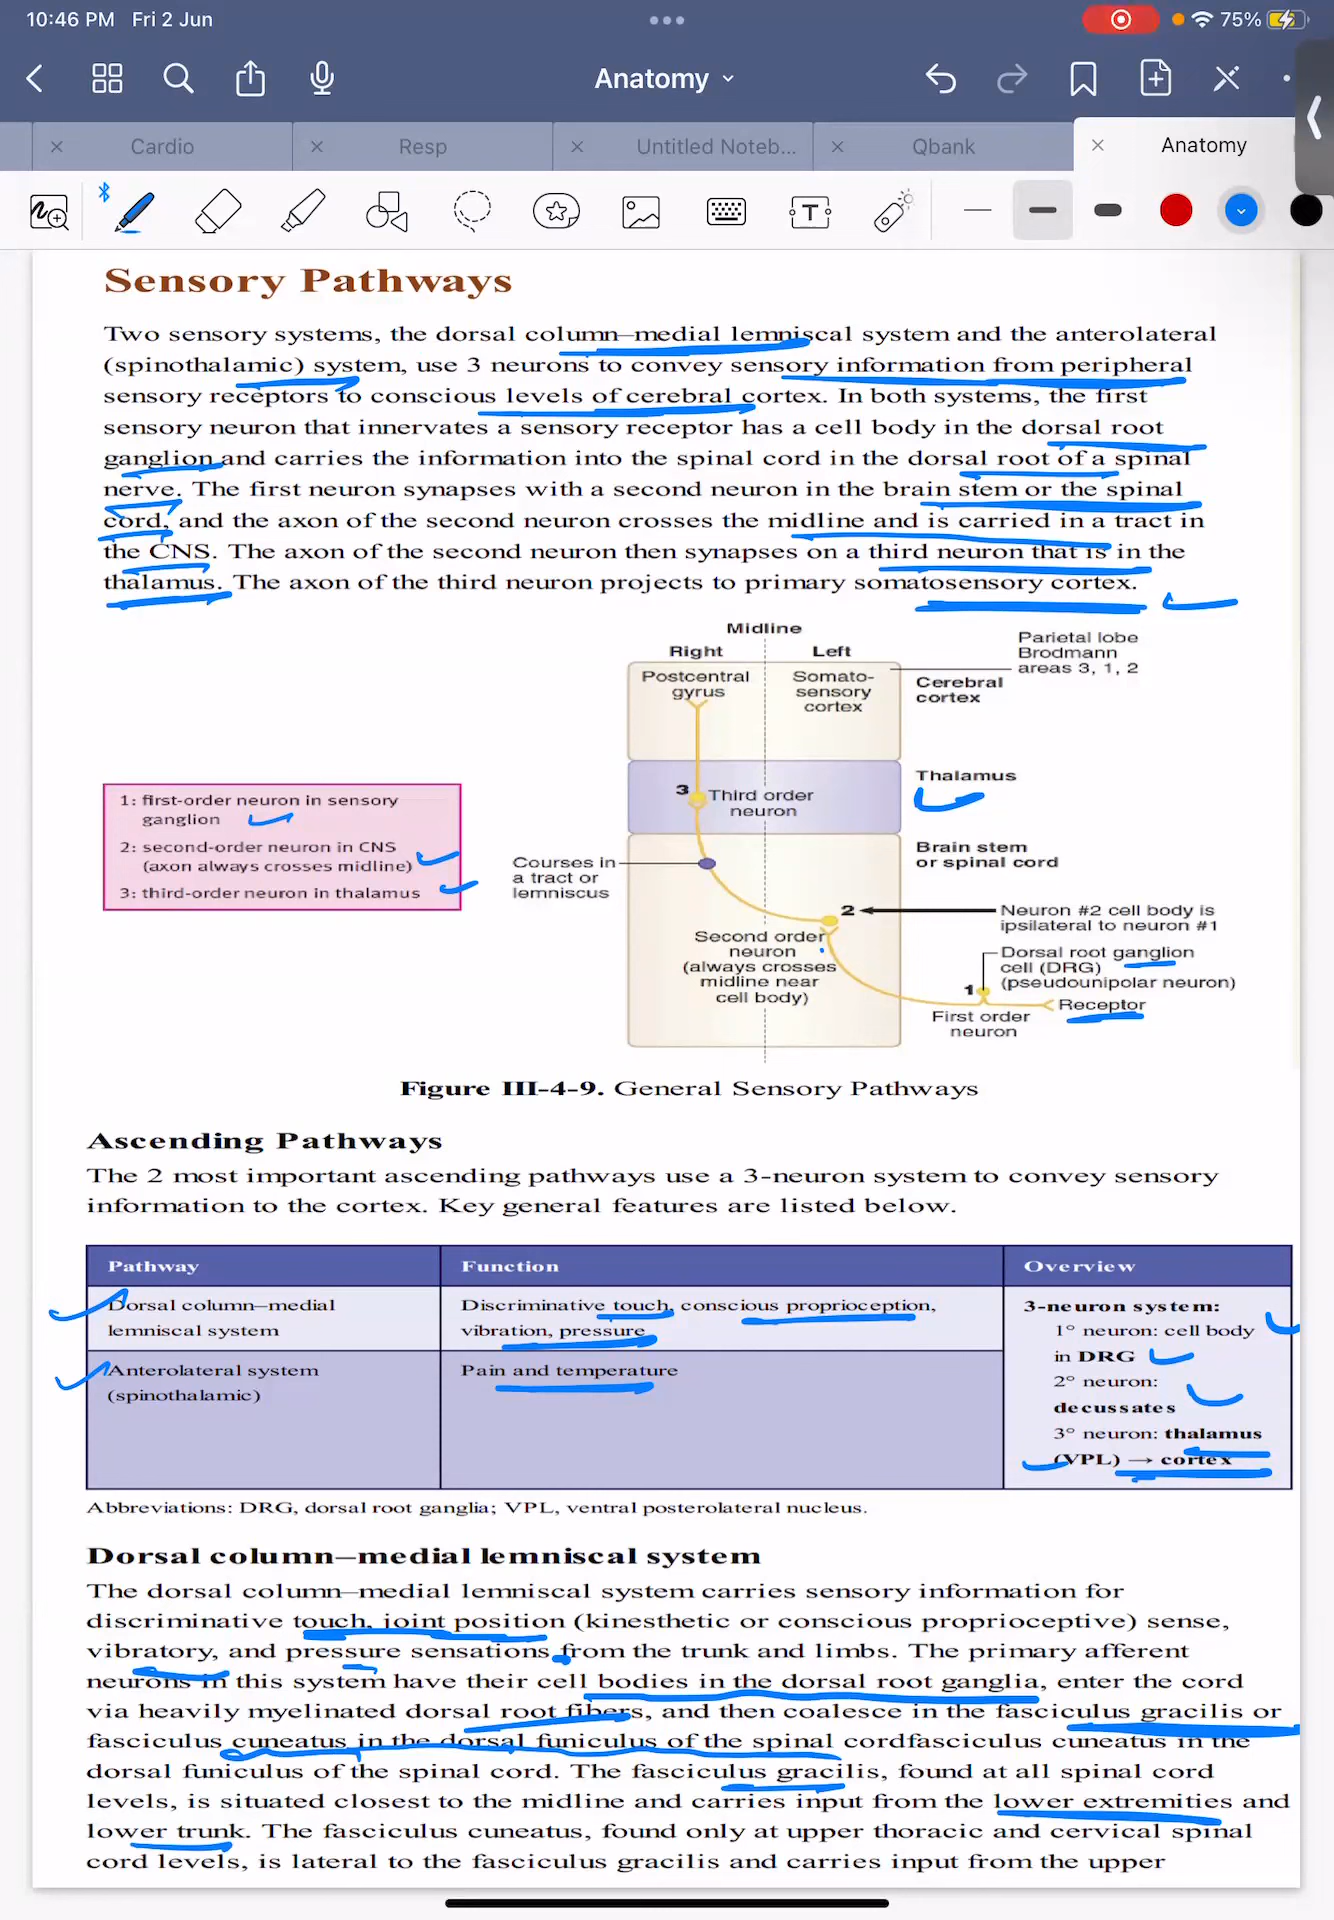 10:46 PM Fri 2 Jun
75%
Anatomy
Cardio
Resp
Untitled Noteb...
Qbank
Anatomy
Sensory Pathways
Two sensory systems, the dorsal column–medial lemniscal system and the anterolateral
(spinothalamic) system, use 3 neurons to convey sensory information from peripheral
sensory receptors to conscious levels of cerebral cortex. In both systems, the first
sensory neuron that innervates a sensory receptor has a cell body in the dorsal root
ganglion and carries the information into the spinal cord in the dorsal root of a spinal
nerve. The first neuron synapses with a second neuron in the brain stem or the spinal
cord, and the axon of the second neuron crosses the midline and is carried in a tract in
the CNS. The axon of the second neuron then synapses on a third neuron that is in the
thalamus. The axon of the third neuron projects to primary somatosensory cortex.
Midline
Right
Left
Postcentral
gyrus
Somato-
sensory
cortex
Parietal lobe
Brodmann
areas 3, 1, 2
Cerebral
cortex
Thalamus
3
Third order
neuron
1: first-order neuron in sensory
ganglion
2: second-order neuron in CNS
(axon always crosses midline)
3: third-order neuron in thalamus
Courses in
a tract or
lemniscus
Brain stem
or spinal cord
2
Neuron #2 cell body is
ipsilateral to neuron #1
Second order
neuron
(always crosses
midline near
cell body)
Dorsal root ganglion
cell (DRG)
(pseudounipolar neuron)
1
Receptor
First order
neuron
Figure III-4-9. General Sensory Pathways
Ascending Pathways
The 2 most important ascending pathways use a 3-neuron system to convey sensory
information to the cortex. Key general features are listed below.
Pathway
Function
Overview
Dorsal column–medial
lemniscal system
Discriminative touch, conscious proprioception,
vibration, pressure
3-neuron system:
1° neuron: cell body
in DRG
2° neuron:
decussates
3° neuron: thalamus
(VPL) → cortex
Anterolateral system
(spinothalamic)
Pain and temperature
Abbreviations: DRG, dorsal root ganglia; VPL, ventral posterolateral nucleus.
Dorsal column–medial lemniscal system
The dorsal column–medial lemniscal system carries sensory information for
discriminative touch, joint position (kinesthetic or conscious proprioceptive) sense,
vibratory, and pressure sensations from the trunk and limbs. The primary afferent
neurons in this system have their cell bodies in the dorsal root ganglia, enter the cord
via heavily myelinated dorsal root fibers, and then coalesce in the fasciculus gracilis or
fasciculus cuneatus in the dorsal funiculus of the spinal cordfasciculus cuneatus in the
dorsal funiculus of the spinal cord. The fasciculus gracilis, found at all spinal cord
levels, is situated closest to the midline and carries input from the lower extremities and
lower trunk. The fasciculus cuneatus, found only at upper thoracic and cervical spinal
cord levels, is lateral to the fasciculus gracilis and carries input from the upper